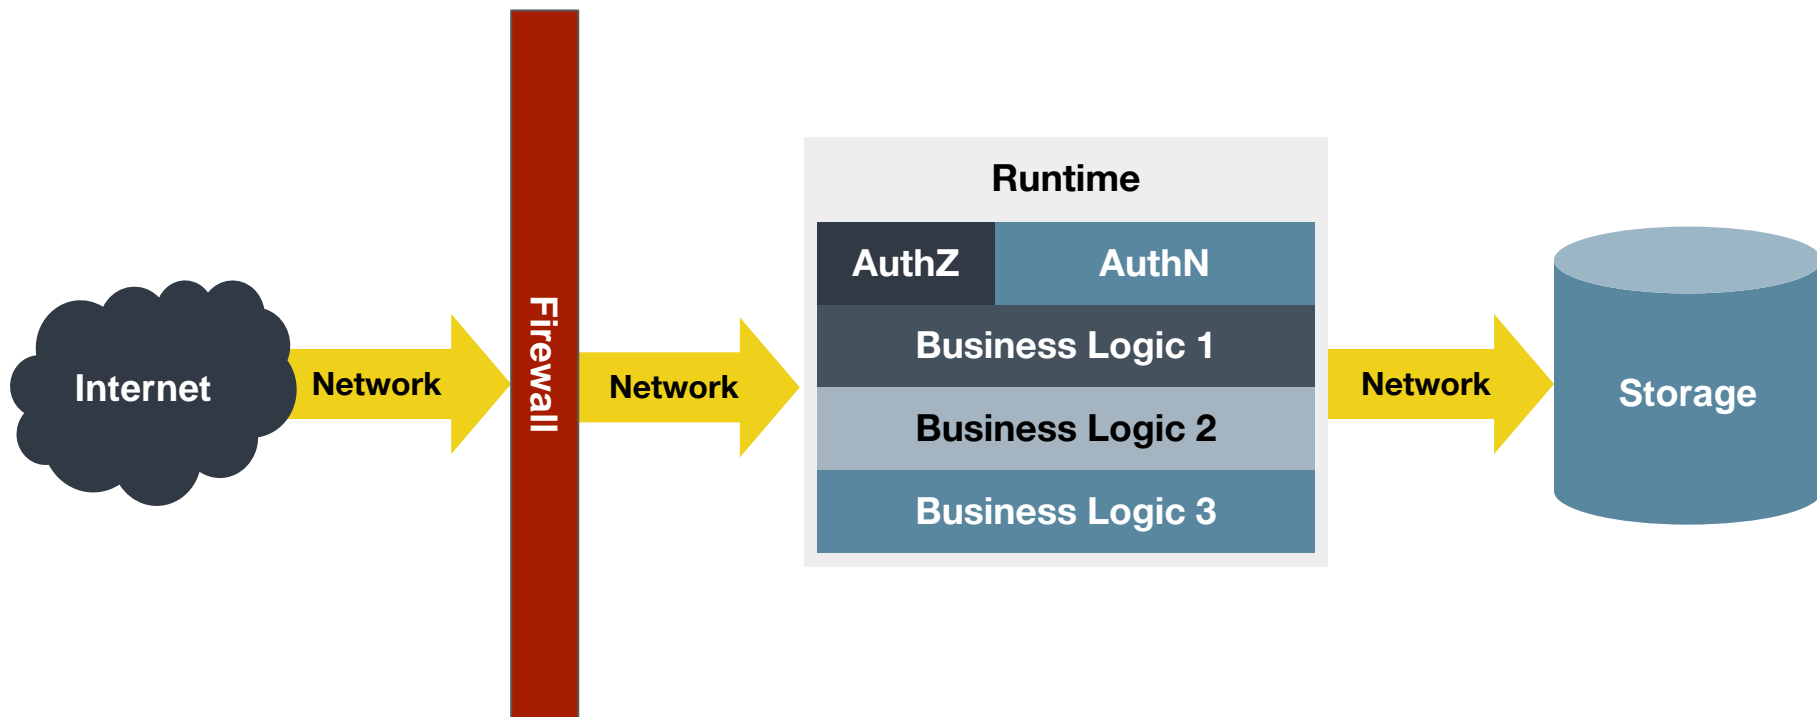 Internet
Network
Firewall
Network
Runtime
AuthZ
AuthN
Business Logic 1
Business Logic 2
Business Logic 3
Network
Storage